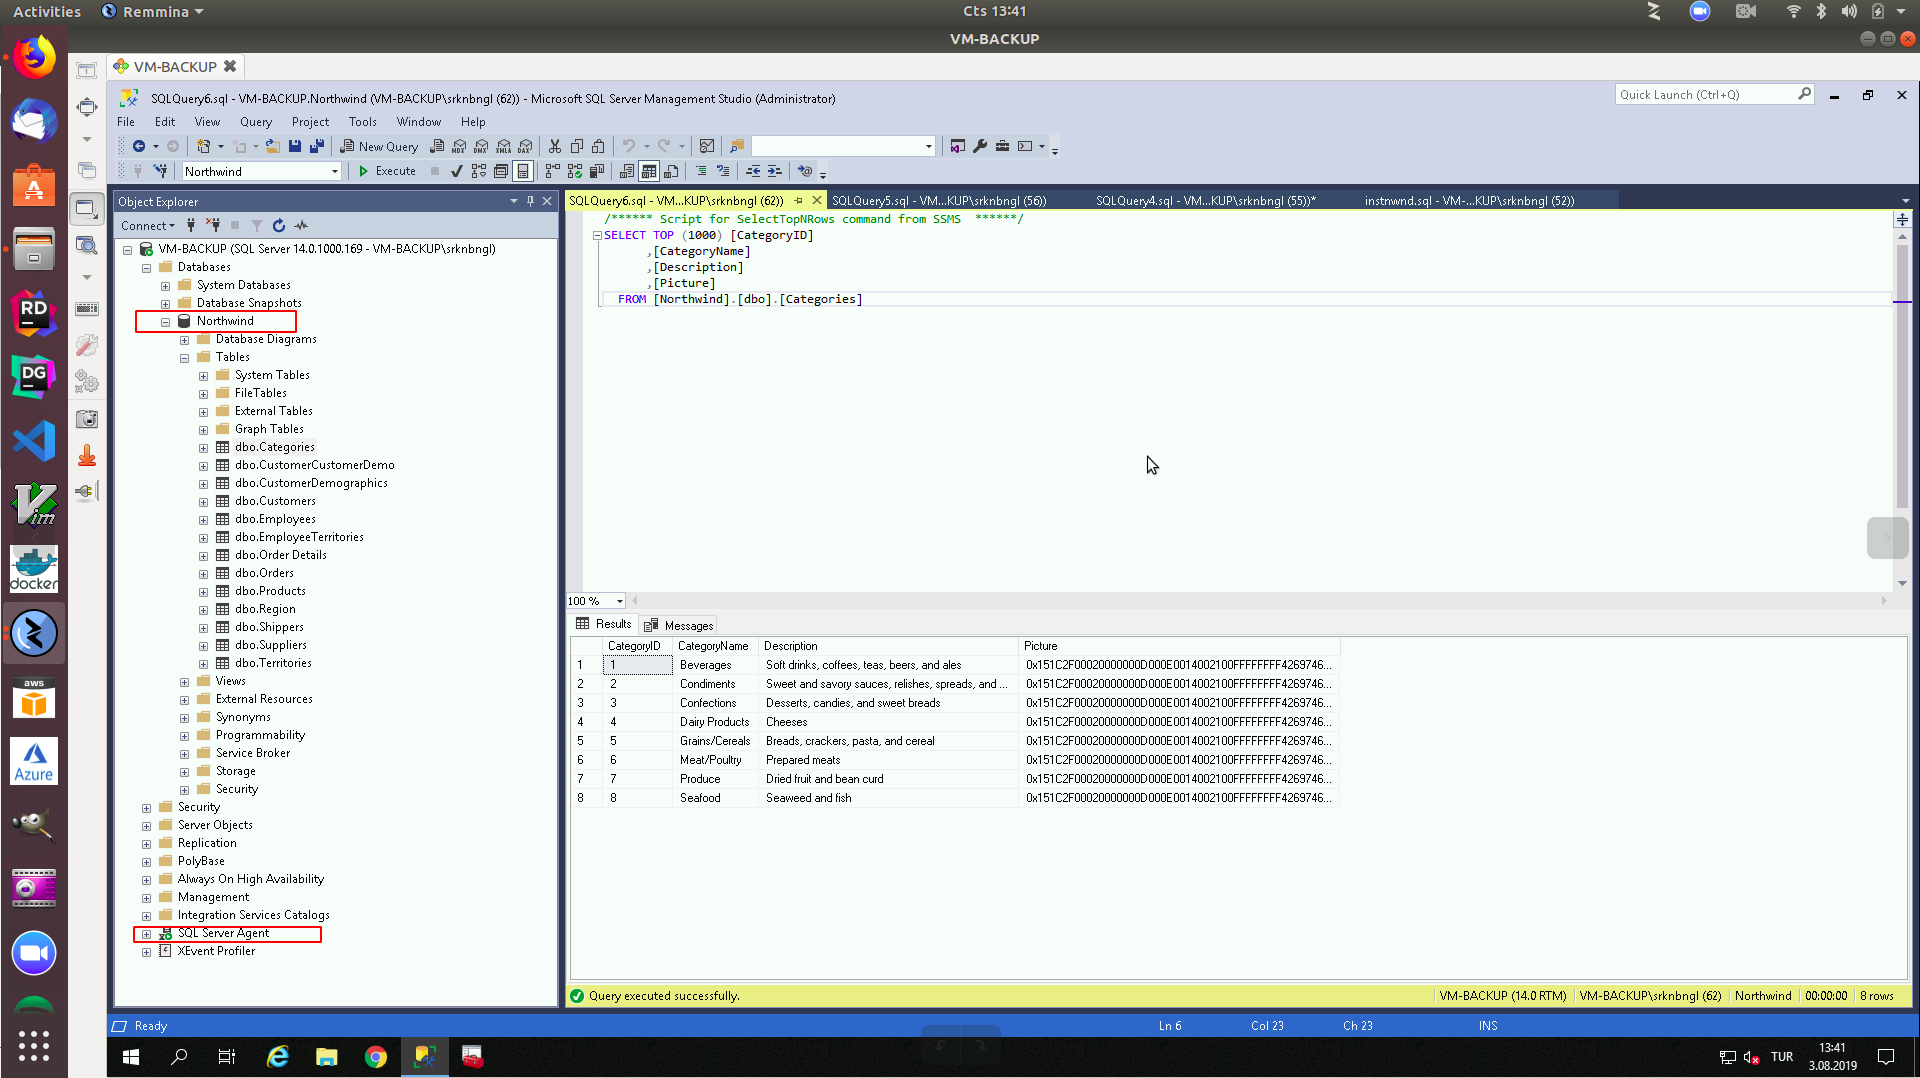 Activities
Remmina
Cts 13:41
VM-BACKUP
VM-BACKUP
SQLQuery6.sql - VM-BACKUP.Northwind (VM-BACKUP\srknbngl (62)) - Microsoft SQL Server Management Studio (Administrator)
Quick Launch (Ctrl+Q)
File Edit View Query Project Tools Window Help
New Query
MDX DMX XMLA DAX
Northwind
Execute
Object Explorer
Connect
VM-BACKUP (SQL Server 14.0.1000.169 - VM-BACKUP\srknbngl)
Databases
System Databases
Database Snapshots
Northwind
Database Diagrams
Tables
System Tables
FileTables
External Tables
Graph Tables
dbo.Categories
dbo.CustomerCustomerDemo
dbo.CustomerDemographics
dbo.Customers
dbo.Employees
dbo.EmployeeTerritories
dbo.Order Details
dbo.Orders
dbo.Products
dbo.Region
dbo.Shippers
dbo.Suppliers
dbo.Territories
Views
External Resources
Synonyms
Programmability
Service Broker
Storage
Security
Security
Server Objects
Replication
PolyBase
Always On High Availability
Management
Integration Services Catalogs
SQL Server Agent
XEvent Profiler
SQLQuery6.sql - VM...KUP\srknbngl (62)) SQLQuery5.sql - VM...KUP\srknbngl (56)) SQLQuery4.sql - VM...KUP\srknbngl (55))* instnwnd.sql - VM-...KUP\srknbngl (52))
/****** Script for SelectTopNRows command from SSMS  ******/
SELECT TOP (1000) [CategoryID]
,[CategoryName]
,[Description]
,[Picture]
FROM [Northwind].[dbo].[Categories]
100 %
Results Messages
CategoryID CategoryName Description Picture
1 1 Beverages Soft drinks, coffees, teas, beers, and ales 0x151C2F00020000000D000E0014002100FFFFFFFF4269746...
2 2 Condiments Sweet and savory sauces, relishes, spreads, and ... 0x151C2F00020000000D000E0014002100FFFFFFFF4269746...
3 3 Confections Desserts, candies, and sweet breads 0x151C2F00020000000D000E0014002100FFFFFFFF4269746...
4 4 Dairy Products Cheeses 0x151C2F00020000000D000E0014002100FFFFFFFF4269746...
5 5 Grains/Cereals Breads, crackers, pasta, and cereal 0x151C2F00020000000D000E0014002100FFFFFFFF4269746...
6 6 Meat/Poultry Prepared meats 0x151C2F00020000000D000E0014002100FFFFFFFF4269746...
7 7 Produce Dried fruit and bean curd 0x151C2F00020000000D000E0014002100FFFFFFFF4269746...
8 8 Seafood Seaweed and fish 0x151C2F00020000000D000E0014002100FFFFFFFF4269746...
Query executed successfully.
VM-BACKUP (14.0 RTM) VM-BACKUP\srknbngl (62) Northwind 00:00:00 8 rows
Ready
Ln 6 Col 23 Ch 23 INS
TUR
13:41
3.08.2019
RD
DG
Vim
docker
aws
Azure